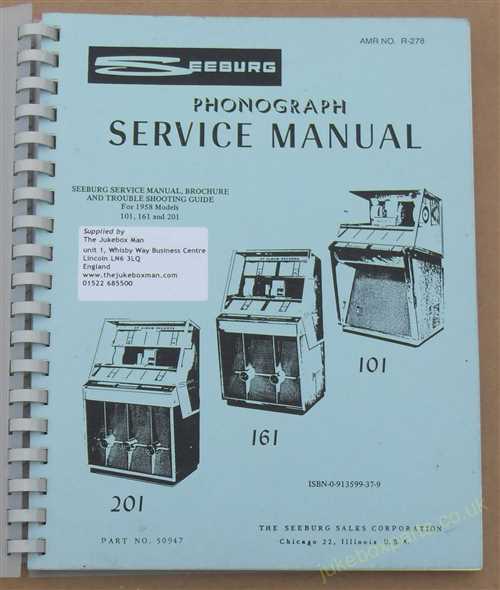 AMR NO. R-278
SEEBURG
PHONOGRAPH
SERVICE MANUAL
SEEBURG SERVICE MANUAL, BROCHURE
AND TROUBLE SHOOTING GUIDE
For 1958 Models
101, 161 and 201
Supplied by
The Jukebox Man
unit 1, Whisby Way Business Centre
Lincoln LN6 3LQ
England
www.thejukeboxman.com
01522 685500
101
161
201
ISBN-0-913599-37-9
THE SEEBURG SALES CORPORATION
Chicago 22, Illinois U.S.A.
PART NO. 50947